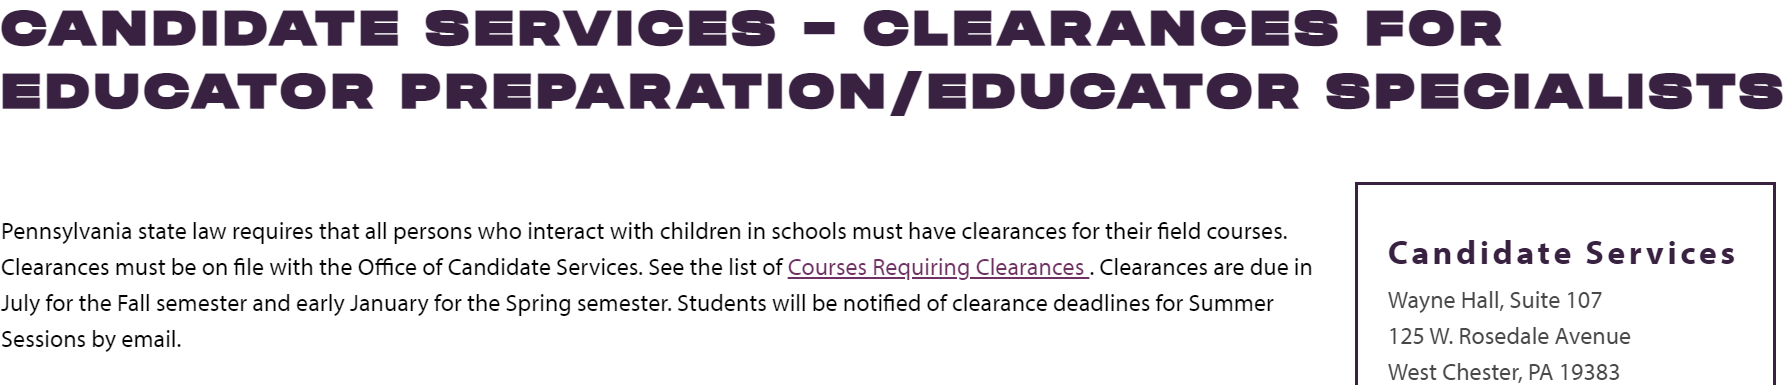 CANDIDATE SERVICES – CLEARANCES FOR
EDUCATOR PREPARATION/EDUCATOR SPECIALISTS
Pennsylvania state law requires that all persons who interact with children in schools must have clearances for their field courses.
Clearances must be on file with the Office of Candidate Services. See the list of Courses Requiring Clearances . Clearances are due in
July for the Fall semester and early January for the Spring semester. Students will be notified of clearance deadlines for Summer
Sessions by email.
Candidate Services
Wayne Hall, Suite 107
125 W. Rosedale Avenue
West Chester, PA 19383